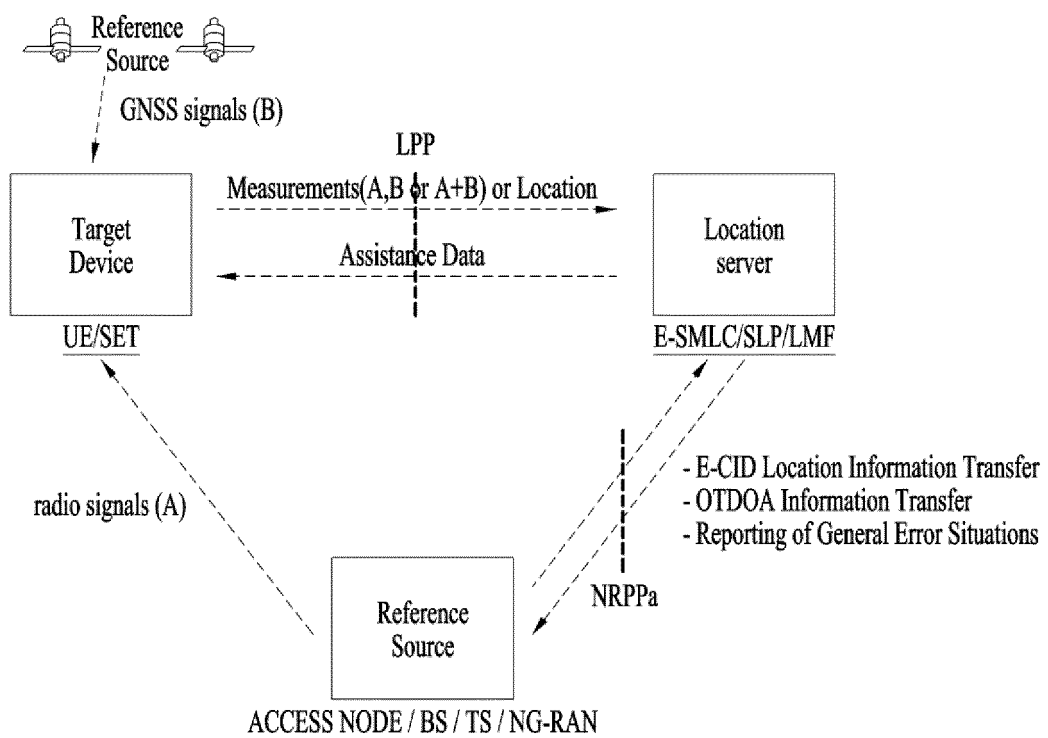 Reference
Source
GNSS signals (B)
LPP
Measurements(A,B or A+B) or Location
Target
Device
Location
server
Assistance Data
UE/SET
E-SMLC/SLP/LMF
radio signals (A)
- E-CID Location Information Transfer
- OTDOA Information Transfer
- Reporting of General Error Situations
NRPPa
Reference
Source
ACCESS NODE / BS / TS / NG-RAN